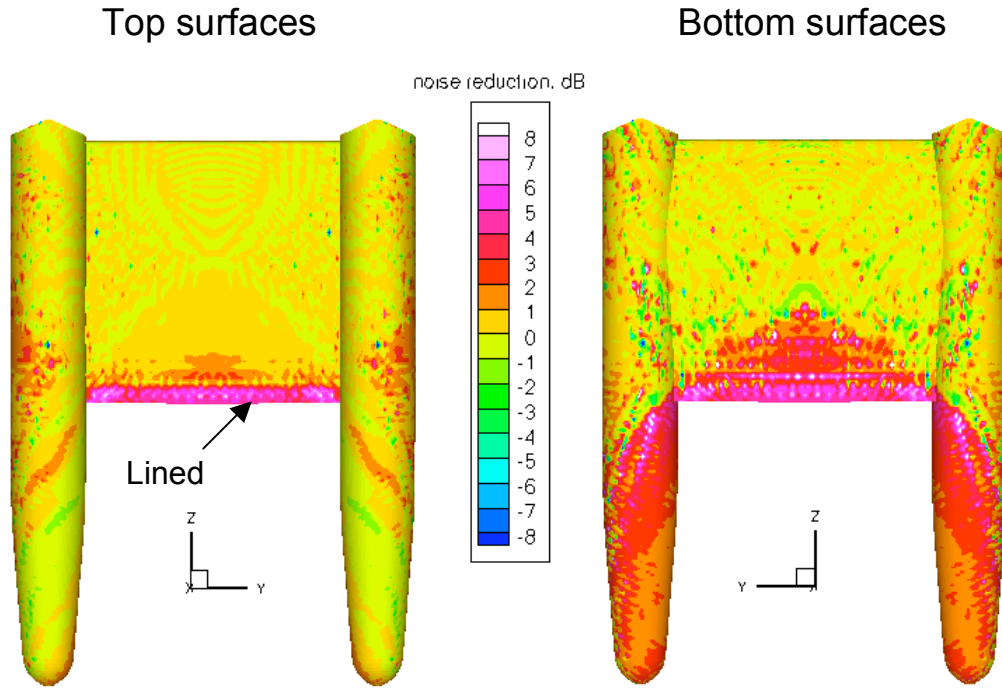 Top surfaces
Bottom surfaces
noise reduction, dB
8
7
6
5
4
3
2
1
0
-1
-2
-3
-4
-5
-6
-7
-8
Lined
Z
X
Y
Z
Y
X